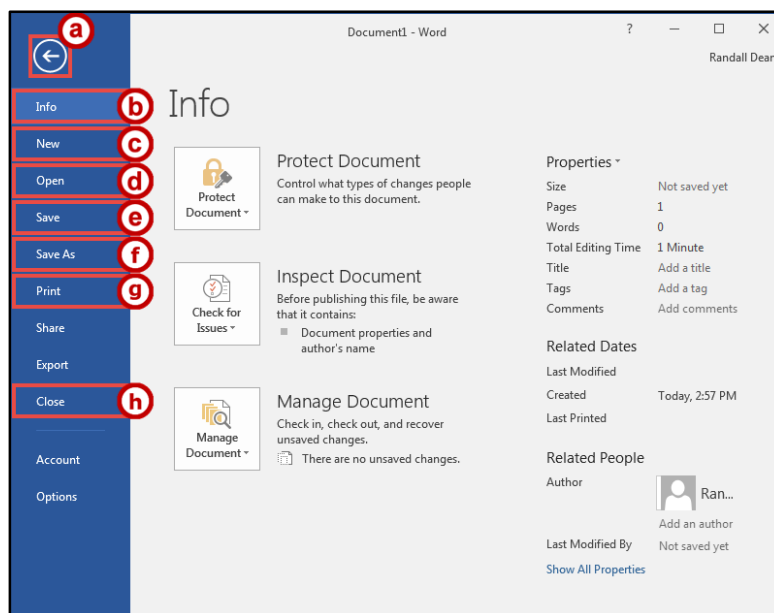 a
Document1 - Word
?
Randall Dean
Info
b
New
c
Open
d
Save
e
Save As
f
Print
g
Share
Export
Close
h
Account
Options
Info
Protect Document
Protect Document
Control what types of changes people
can make to this document.
Check for
Issues
Inspect Document
Before publishing this file, be aware
that it contains:
Document properties and
author's name
Manage
Document
Manage Document
Check in, check out, and recover
unsaved changes.
There are no unsaved changes.
Properties
Size Not saved yet
Pages 1
Words 0
Total Editing Time 1 Minute
Title Add a title
Tags Add a tag
Comments Add comments
Related Dates
Last Modified
Created Today, 2:57 PM
Last Printed
Related People
Author Ran...
Add an author
Last Modified By Not saved yet
Show All Properties